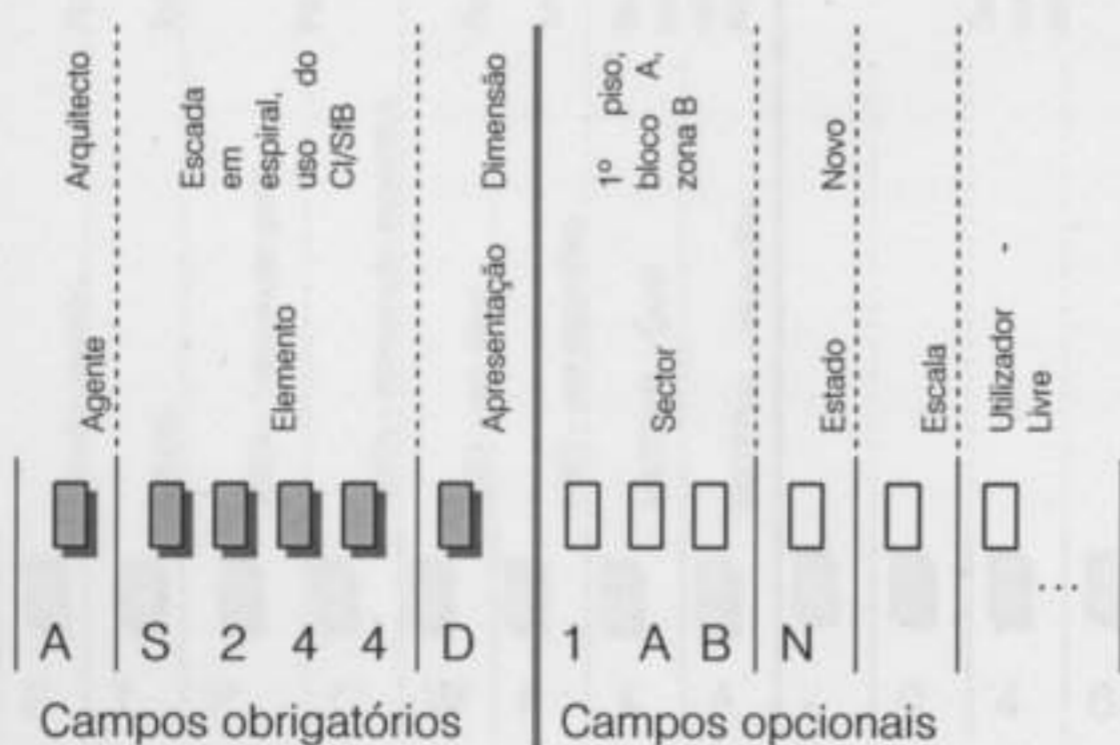 Arquitecto
Escada
em
espiral,
uso do
CI/SfB
Dimensão
1º piso,
bloco A,
zona B
Novo
-
Agente
Elemento
Apresentação
Sector
Estado
Escala
Utilizador
Livre
A S 2 4 4 D 1 A B N ...
Campos obrigatórios Campos opcionais